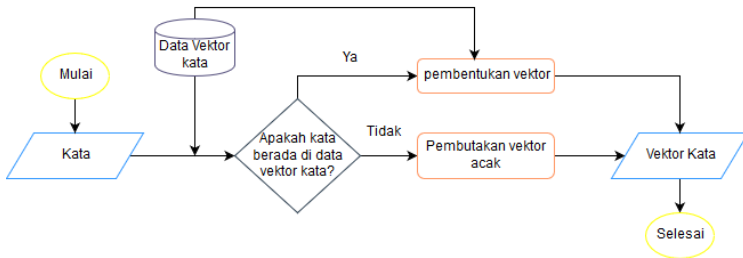 Mulai
Kata
Data Vektor
kata
Apakah kata
berada di data
vektor kata?
Ya
pembentukan vektor
Tidak
Pembutakan vektor
acak
Vektor Kata
Selesai